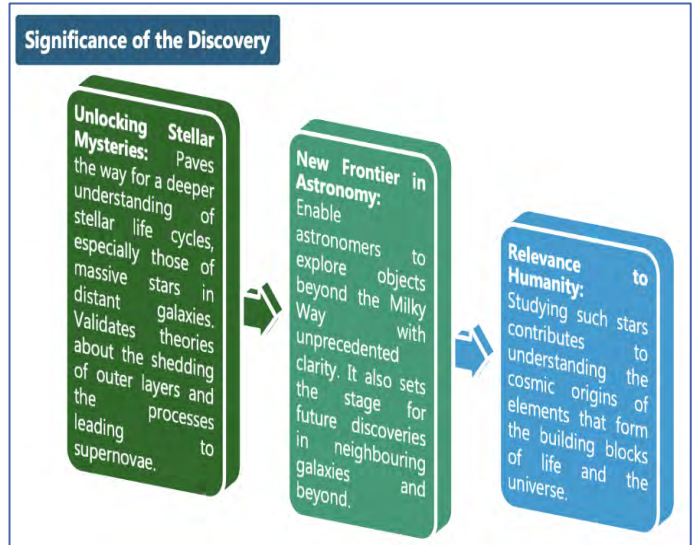 Significance of the Discovery
Unlocking Stellar
Mysteries: Paves
the way for a deeper
understanding of
stellar life cycles,
especially those of
massive stars in
distant galaxies.
Validates theories
about the shedding
of outer layers and
the processes
leading to
supernovae.
New Frontier in
Astronomy:
Enable
astronomers to
explore objects
beyond the Milky
Way with
unprecedented
clarity. It also sets
the stage for
future discoveries
in neighbouring
galaxies and
beyond.
Relevance to
Humanity:
Studying such stars
contributes to
understanding the
cosmic origins of
elements that form
the building blocks
of life and the
universe.